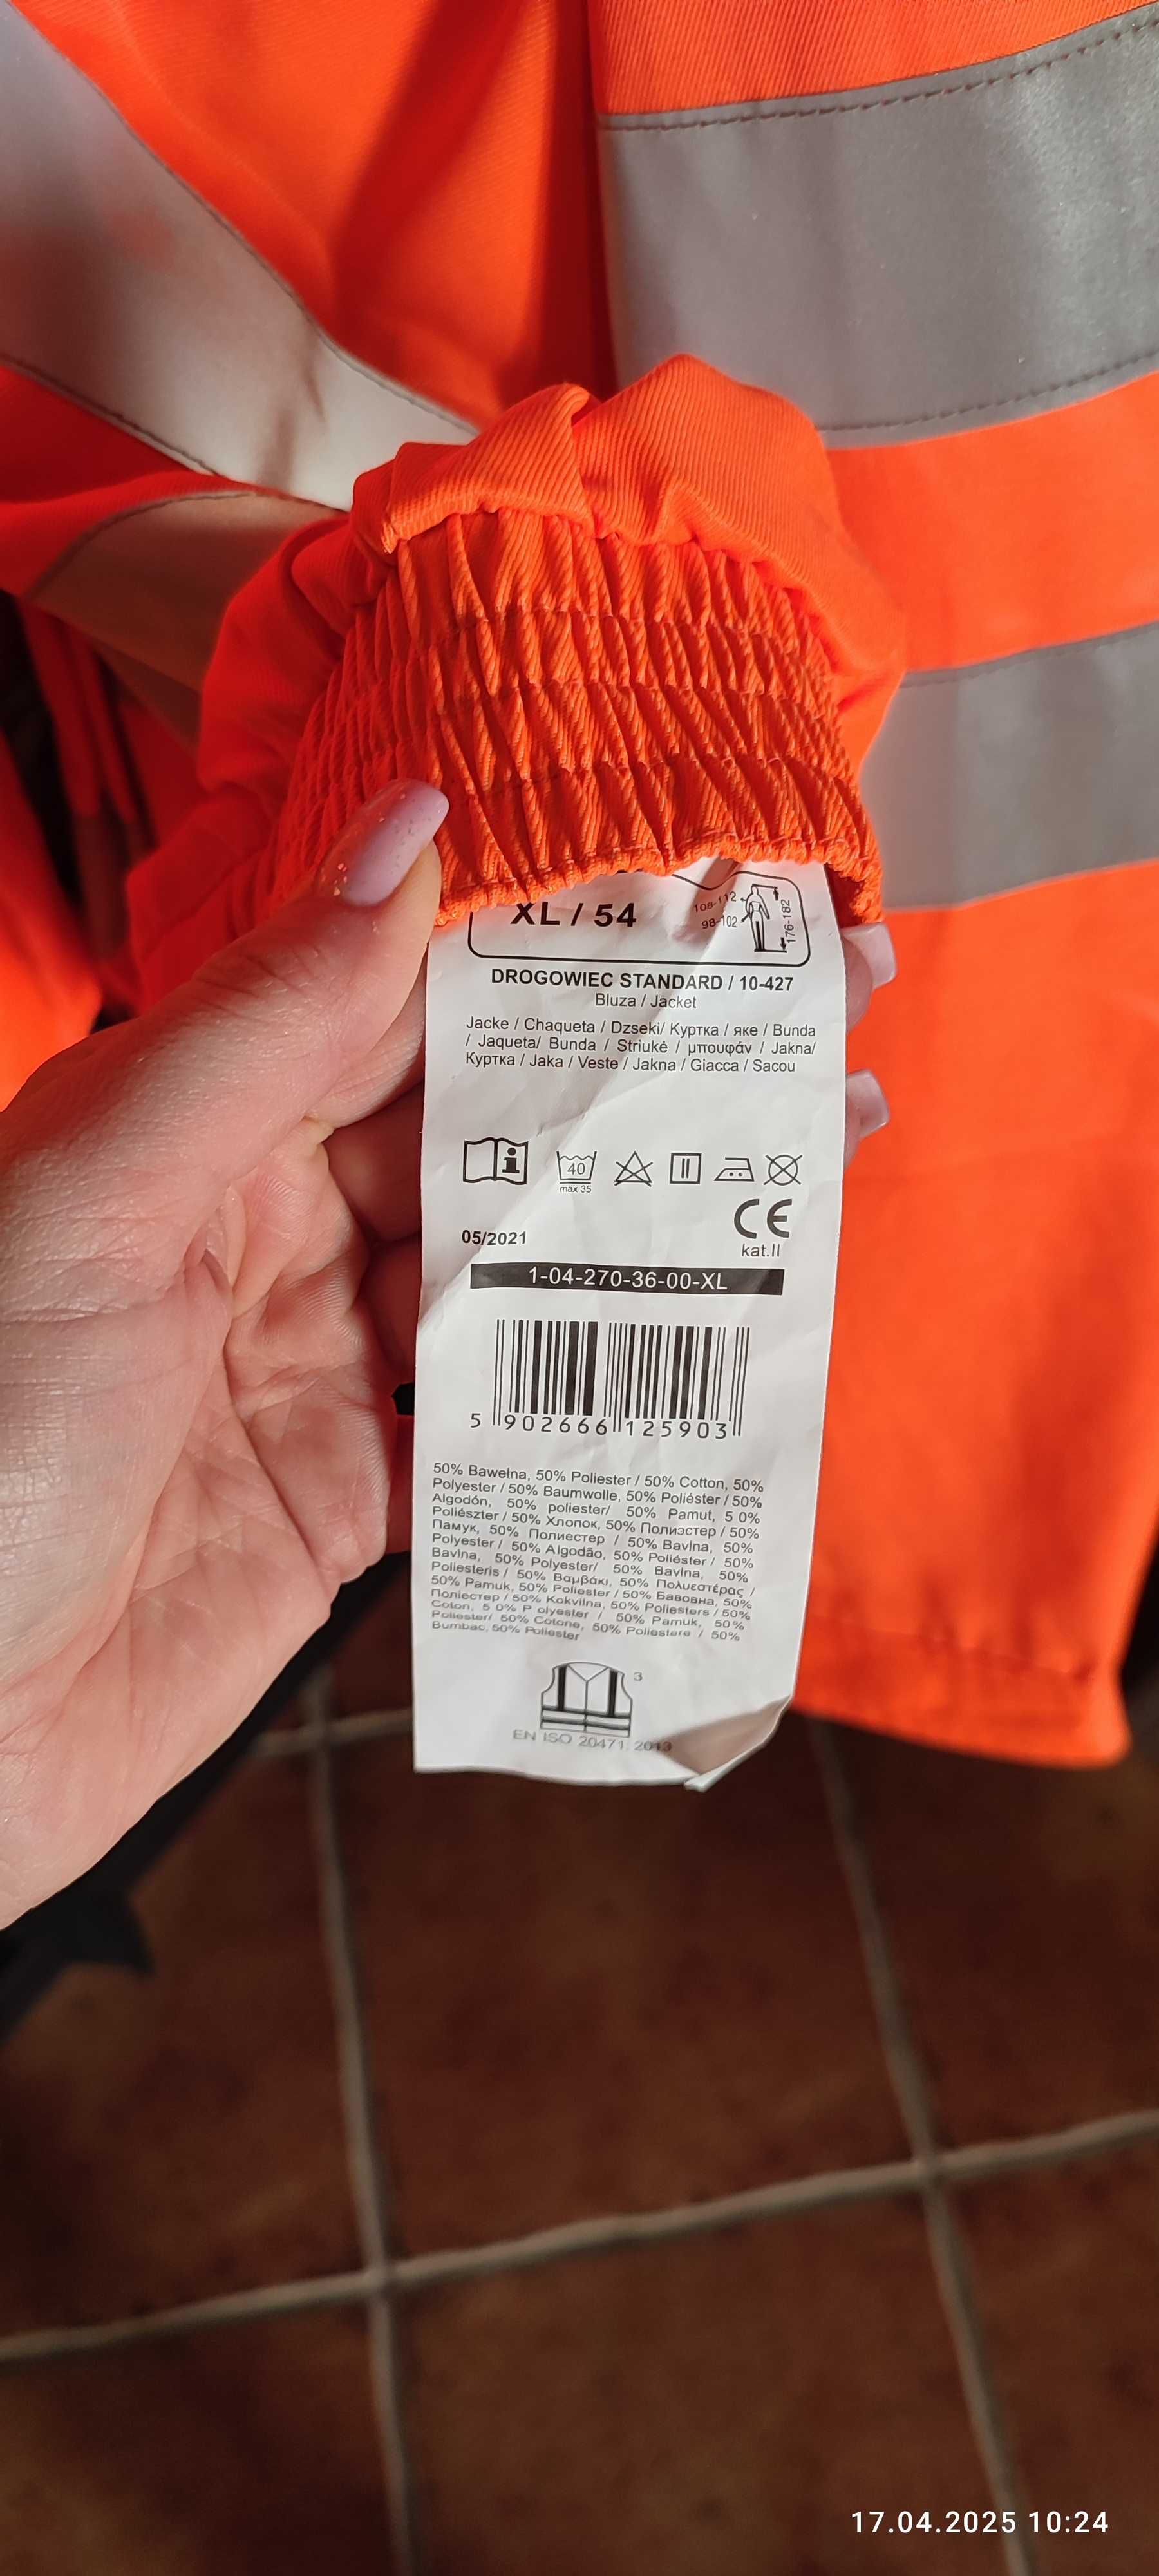 XL / 54
108-112
98-102
176-182
DROGOWIEC STANDARD / 10-427
Bluza / Jacket
Jacke / Chaqueta / Dzseki/ Куртка / яке / Bunda
/ Jaqueta/ Bunda / Striukė / μπουφάν / Jakna/
Куртка / Jaka / Veste / Jakna / Giacca / Sacou
40
max 35
05/2021
CE
kat.II
1-04-270-36-00-XL
5 902666 125903
50% Bawełna, 50% Poliester / 50% Cotton, 50%
Polyester / 50% Baumwolle, 50% Poliéster / 50%
Algodón, 50% poliester/ 50% Pamut, 5 0%
Poliészter / 50% Хлопок, 50% Полиэстер / 50%
Памук, 50% Полиестер / 50% Bavlna, 50%
Polyester / 50% Algodão, 50% Poliéster / 50%
Bavlna, 50% Polyester/ 50% Bavlna, 50%
Poliesteris / 50% Βαμβάκι, 50% Πολυεστέρας /
50% Pamuk, 50% Poliester / 50% Бавовна, 50%
Поліестер / 50% Kokvilna, 50% Poliesters / 50%
Coton, 5 0% P olyester / 50% Pamuk, 50%
Poliester/ 50% Cotone, 50% Poliestere / 50%
Bumbac, 50% Poliester
3
EN ISO 20471: 2013
17.04.2025 10:24